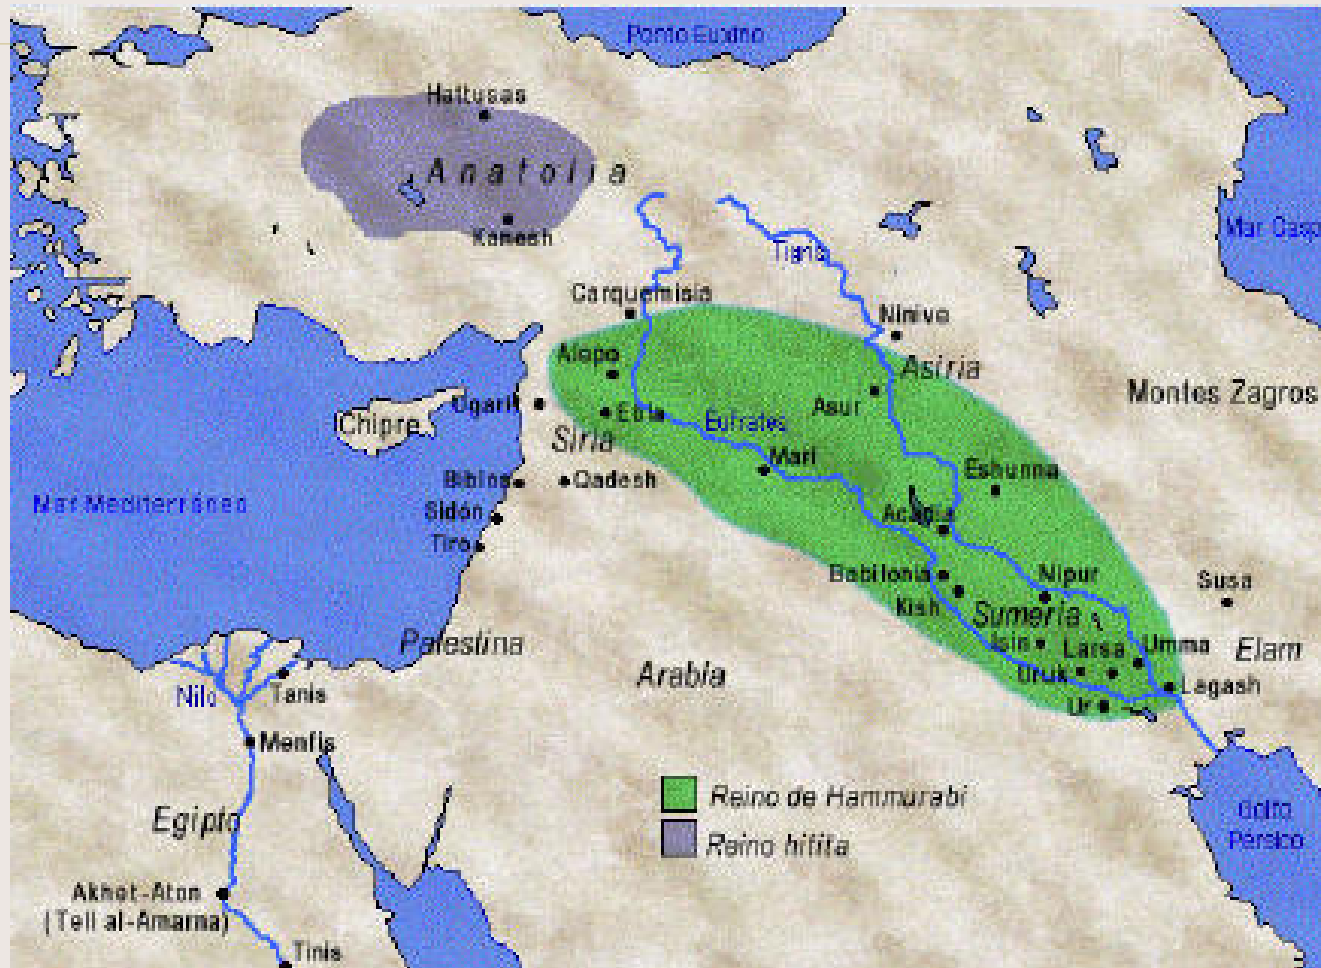 Ponto Euxino
Hattusas
Anatolia
Kanesh
Mar Casp
Tigris
Carquemisia
Ninive
Alepo
Asiria
Montes Zagros
Asur
Ugarit
Chipre
Ebla
Eufrates
Siria
Mari
Eshunna
Biblos
Qadesh
Mar Mediterráneo
Sidón
Acadia
Tiro
Babilonia
Nipur
Susa
Kish
Sumeria
Palestina
Isin
Larsa
Umma
Elam
Arabia
Uruk
Lagash
Nilo
Tanis
Ur
Menfis
Reino de Hammurabi
Egipto
Reino hitita
Golfo
Pérsico
Akhet-Aton
(Tell al-Amarna)
Tinis